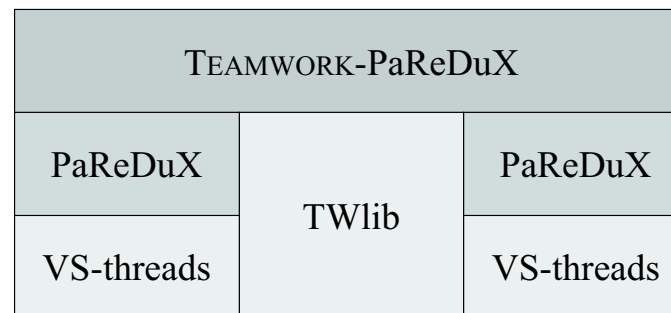 TEAMWORK-PaReDuX
PaReDuX
TWlib
PaReDuX
VS-threads
VS-threads